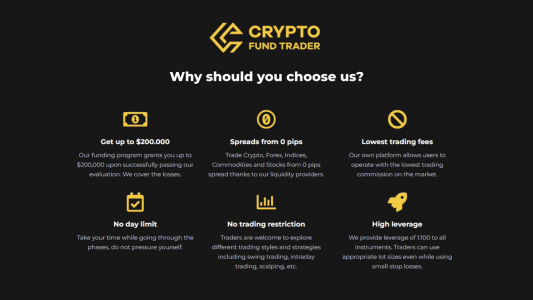 CRYPTO
FUND TRADER
Why should you choose us?
Get up to $200.000
Our funding program grants you up to
$200,000 upon successfully passing our
evaluation. We cover the losses.
Spreads from 0 pips
Trade Crypto, Forex, Indices,
Commodities and Stocks from 0 pips
spread thanks to our liquidity providers.
Lowest trading fees
Our own platform allows users to
operate with the lowest trading
commission on the market.
No day limit
Take your time while going through the
phases, do not pressure yourself.
No trading restriction
Traders are welcome to explore
different trading styles and strategies
including swing trading, intraday
trading, scalping, etc.
High leverage
We provide leverage of 1:100 to all
instruments. Traders can use
appropriate lot sizes even while using
small stop losses.